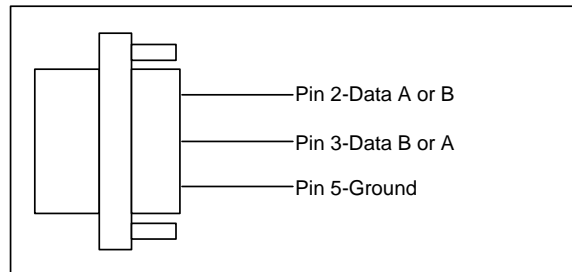 Pin 2-Data A or B
Pin 3-Data B or A
Pin 5-Ground